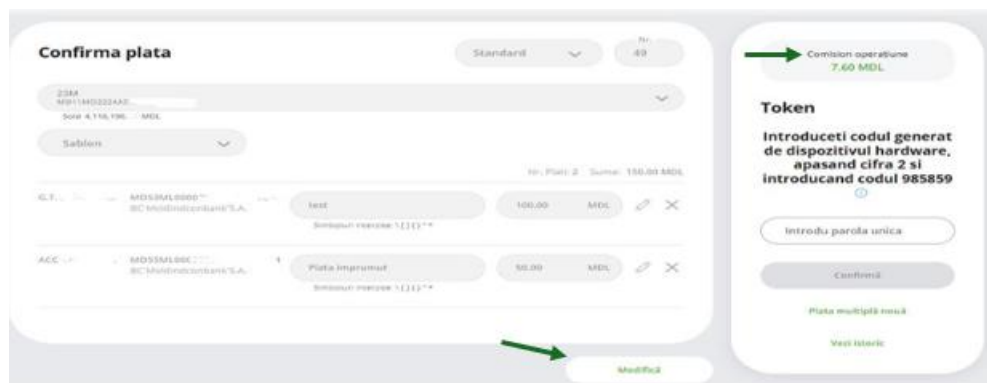 Confirma plata
Standard
Nr.
49
23M
Sold 4,116,196. MDL
Sablon
Nr. Plati: 2 Suma: 150.00 MDL
G.T.
BC'Moldindconbank'S.A.
test
100.00 MDL
Simboluri interzise: \[]{}^*
ACC
BC'Moldindconbank'S.A.
1
Plata imprumut
50.00 MDL
Simboluri interzise: \[]{}^*
Modifică
Comision operațiune
7.60 MDL
Token
Introduceti codul generat
de dispozitivul hardware,
apasand cifra 2 si
introducand codul 985859
Introdu parola unica
Confirmă
Plata multiplă nouă
Vezi istoric